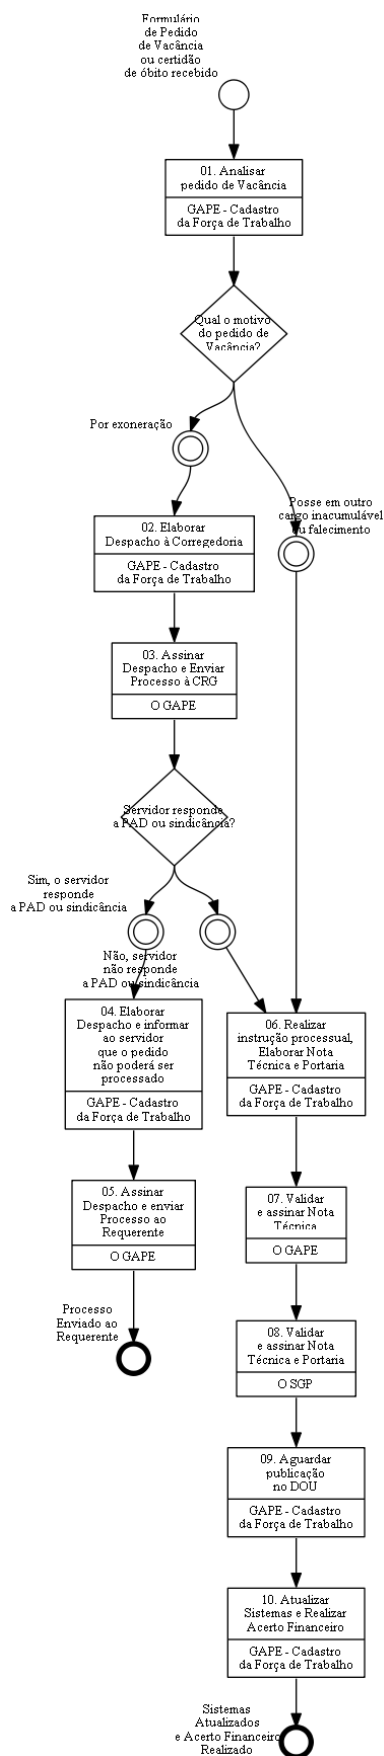 Formulário
de Pedido
de Vacância
ou certidão
de óbito recebido
01. Analisar
pedido de Vacância
GAPE - Cadastro
da Força de Trabalho
Qual o motivo
do pedido de
Vacância?
Por exoneração
Posse em outro
cargo inacumulável
ou falecimento
02. Elaborar
Despacho à Corregedoria
GAPE - Cadastro
da Força de Trabalho
03. Assinar
Despacho e Enviar
Processo à CRG
O GAPE
Servidor responde
a PAD ou sindicância?
Sim, o servidor
responde
a PAD ou sindicância
Não, servidor
não responde
a PAD ou sindicância
04. Elaborar
Despacho e informar
ao servidor
que o pedido
não poderá ser
processado
GAPE - Cadastro
da Força de Trabalho
06. Realizar
instrução processual,
Elaborar Nota
Técnica e Portaria
GAPE - Cadastro
da Força de Trabalho
05. Assinar
Despacho e enviar
Processo ao
Requerente
O GAPE
07. Validar
e assinar Nota
Técnica
O GAPE
Processo
Enviado ao
Requerente
08. Validar
e assinar Nota
Técnica e Portaria
O SGP
09. Aguardar
publicação
no DOU
GAPE - Cadastro
da Força de Trabalho
10. Atualizar
Sistemas e Realizar
Acerto Financeiro
GAPE - Cadastro
da Força de Trabalho
Sistemas
Atualizados
e Acerto Financeiro
Realizado